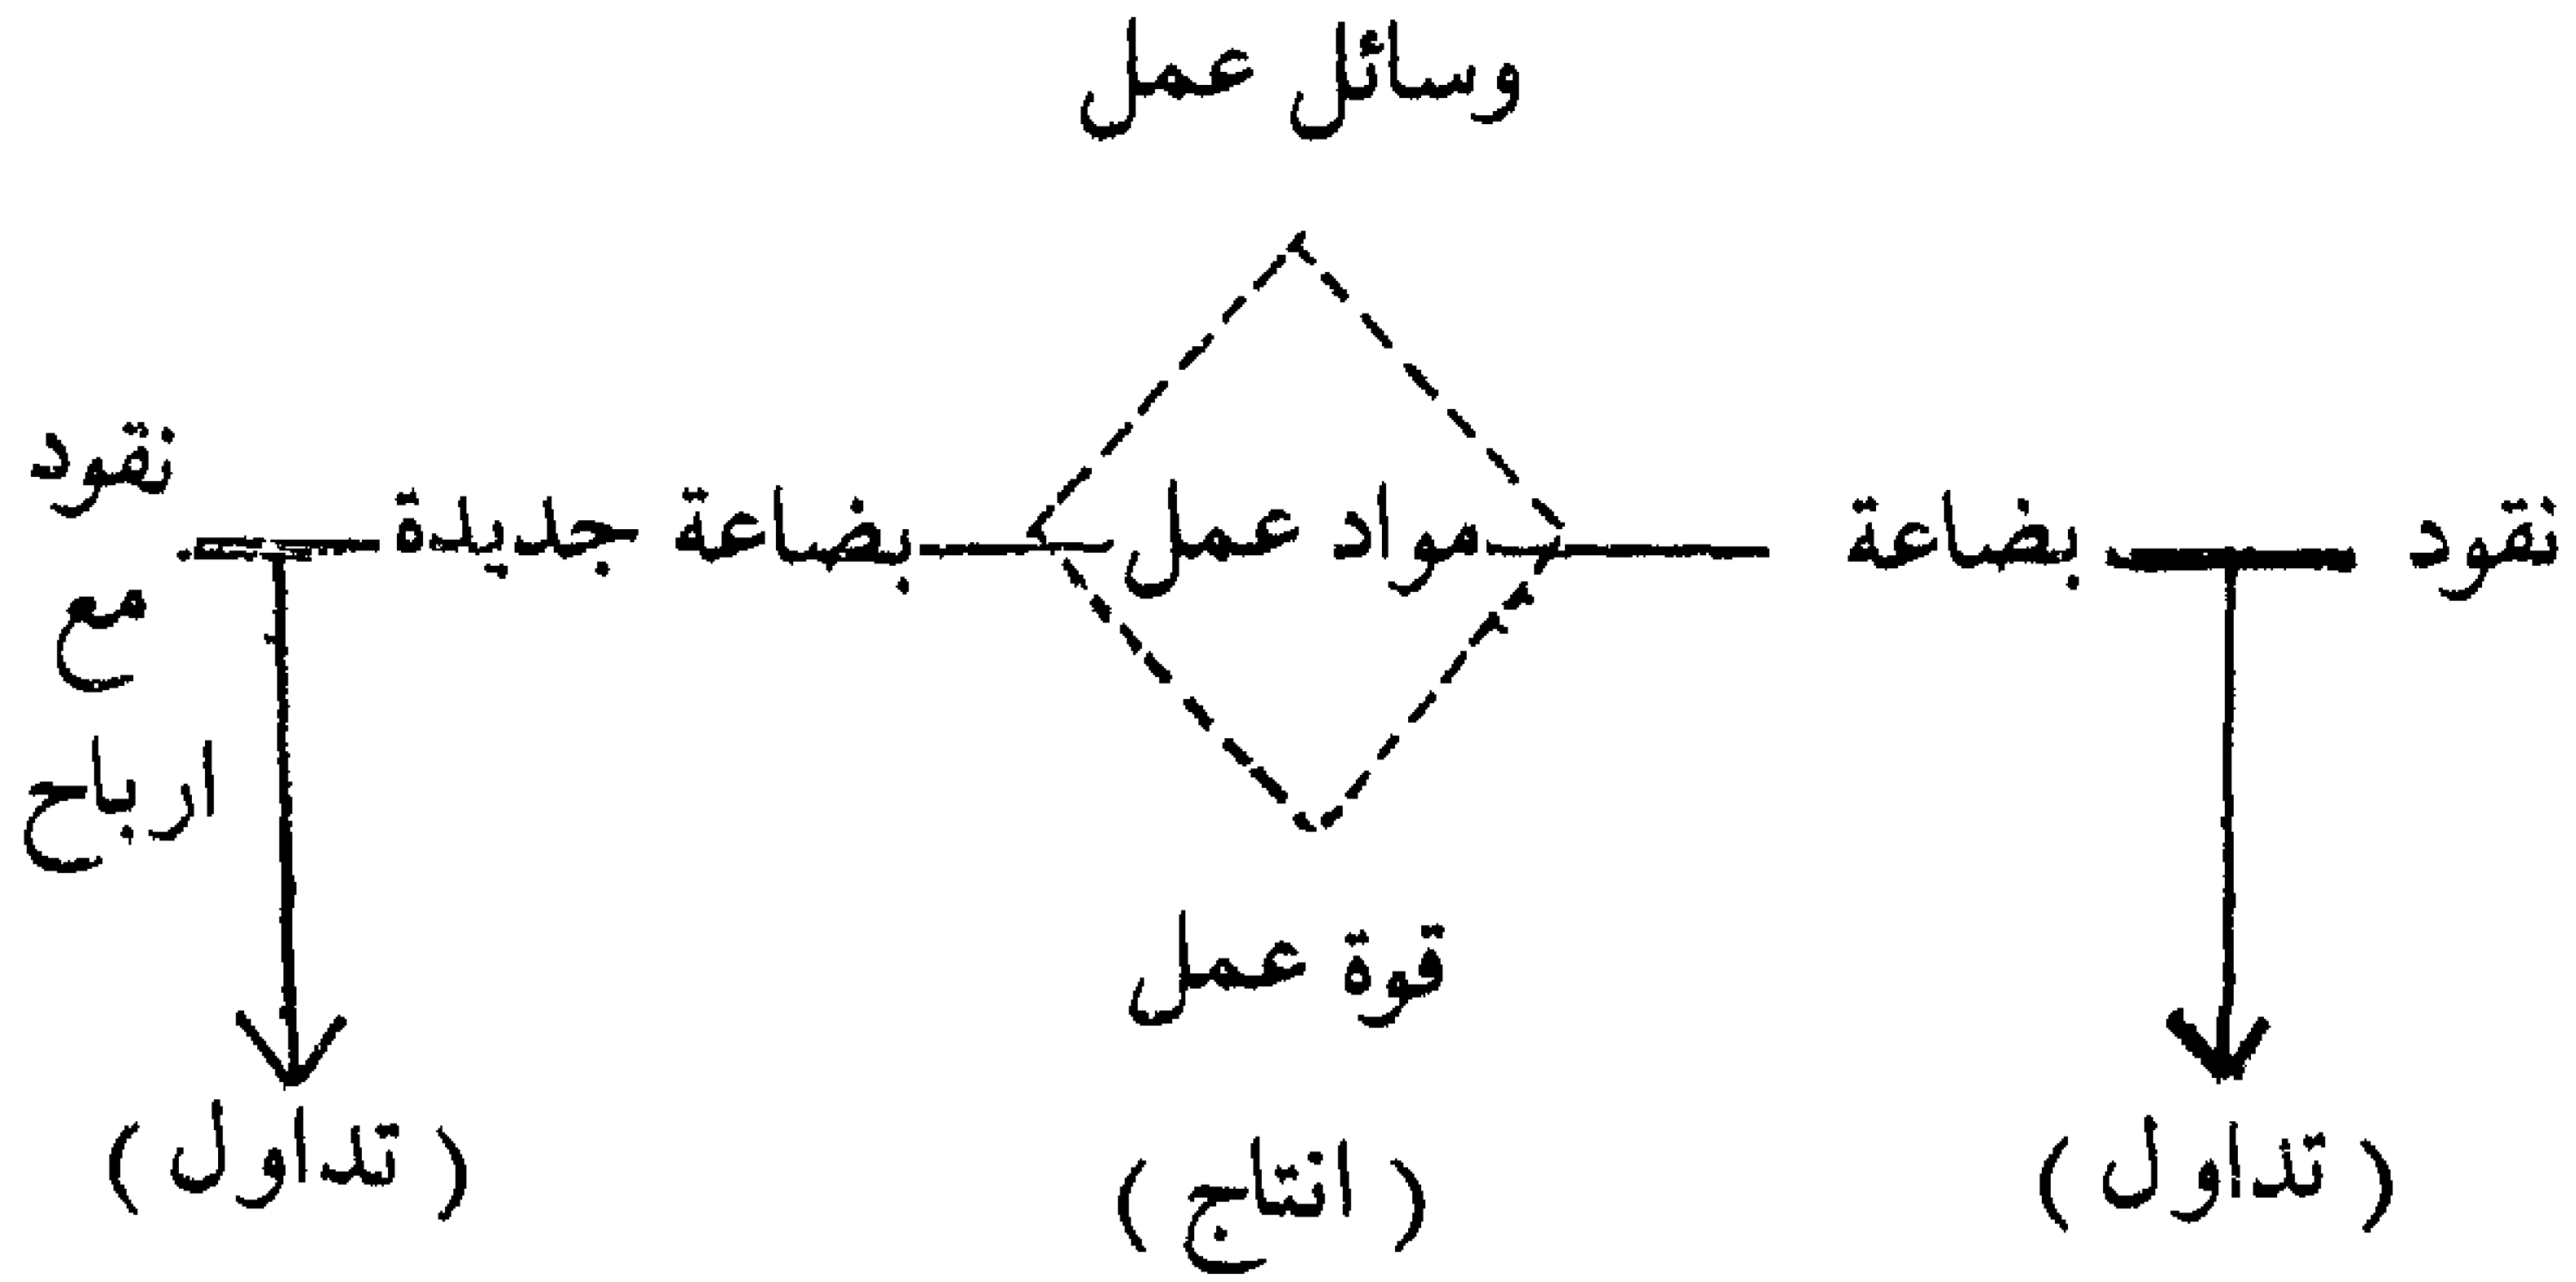 وسائل عمل
نقود
بضاعة
مواد عمل
بضاعة جديدة
نقود
مع
ارباح
قوة عمل
( تداول )
( انتاج )
( تداول )